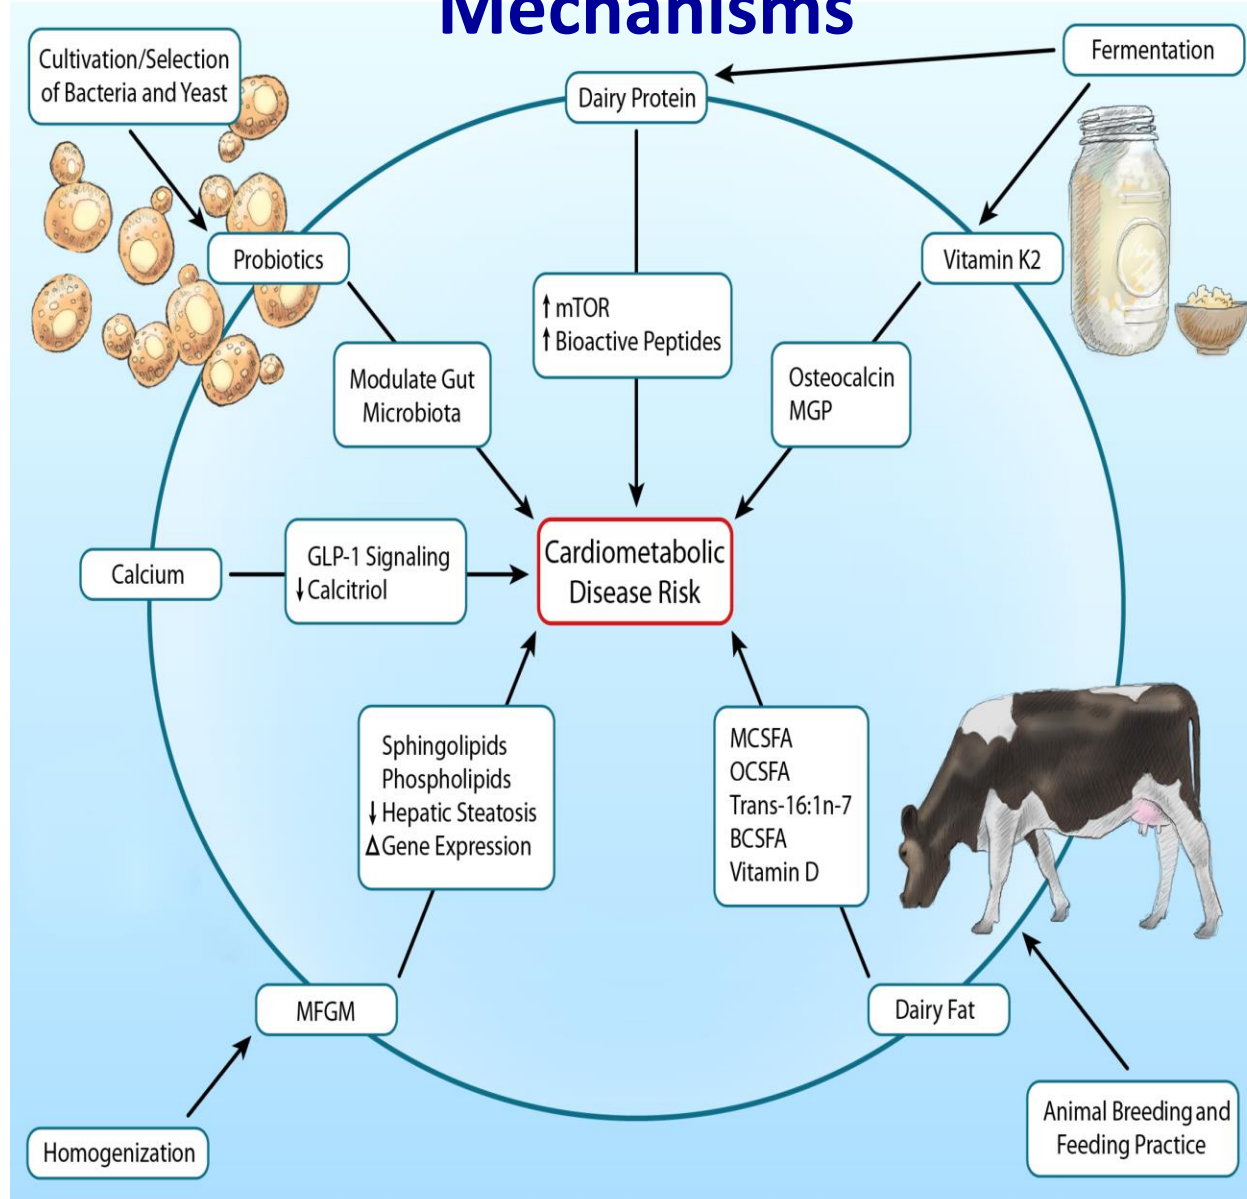 Mechanisms
Cultivation/Selection
of Bacteria and Yeast
Fermentation
Dairy Protein
Probiotics
Vitamin K2
↑ mTOR
↑ Bioactive Peptides
Modulate Gut
Microbiota
Osteocalcin
MGP
Calcium
GLP-1 Signaling
↓ Calcitriol
Cardiometabolic
Disease Risk
Sphingolipids
Phospholipids
↓ Hepatic Steatosis
Δ Gene Expression
MCSFA
OCSFA
Trans-16:1n-7
BCSFA
Vitamin D
MFGM
Dairy Fat
Homogenization
Animal Breeding and
Feeding Practice